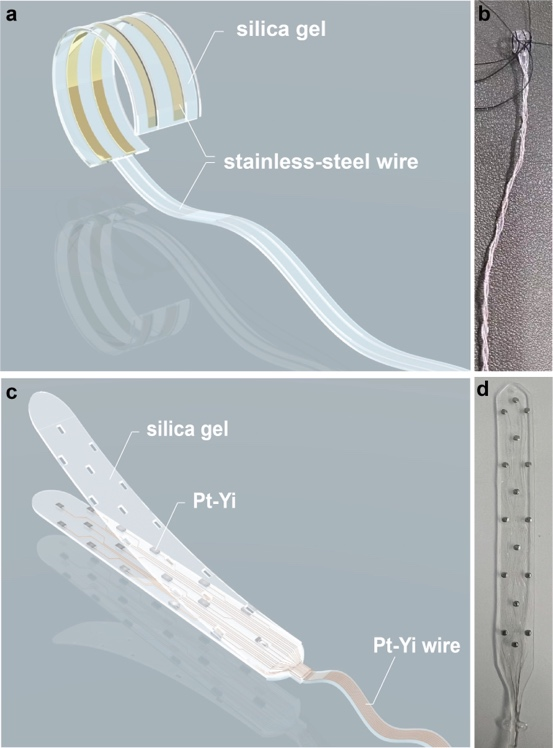 a
silica gel
stainless-steel wire
b
c
silica gel
Pt-Yi
Pt-Yi wire
d